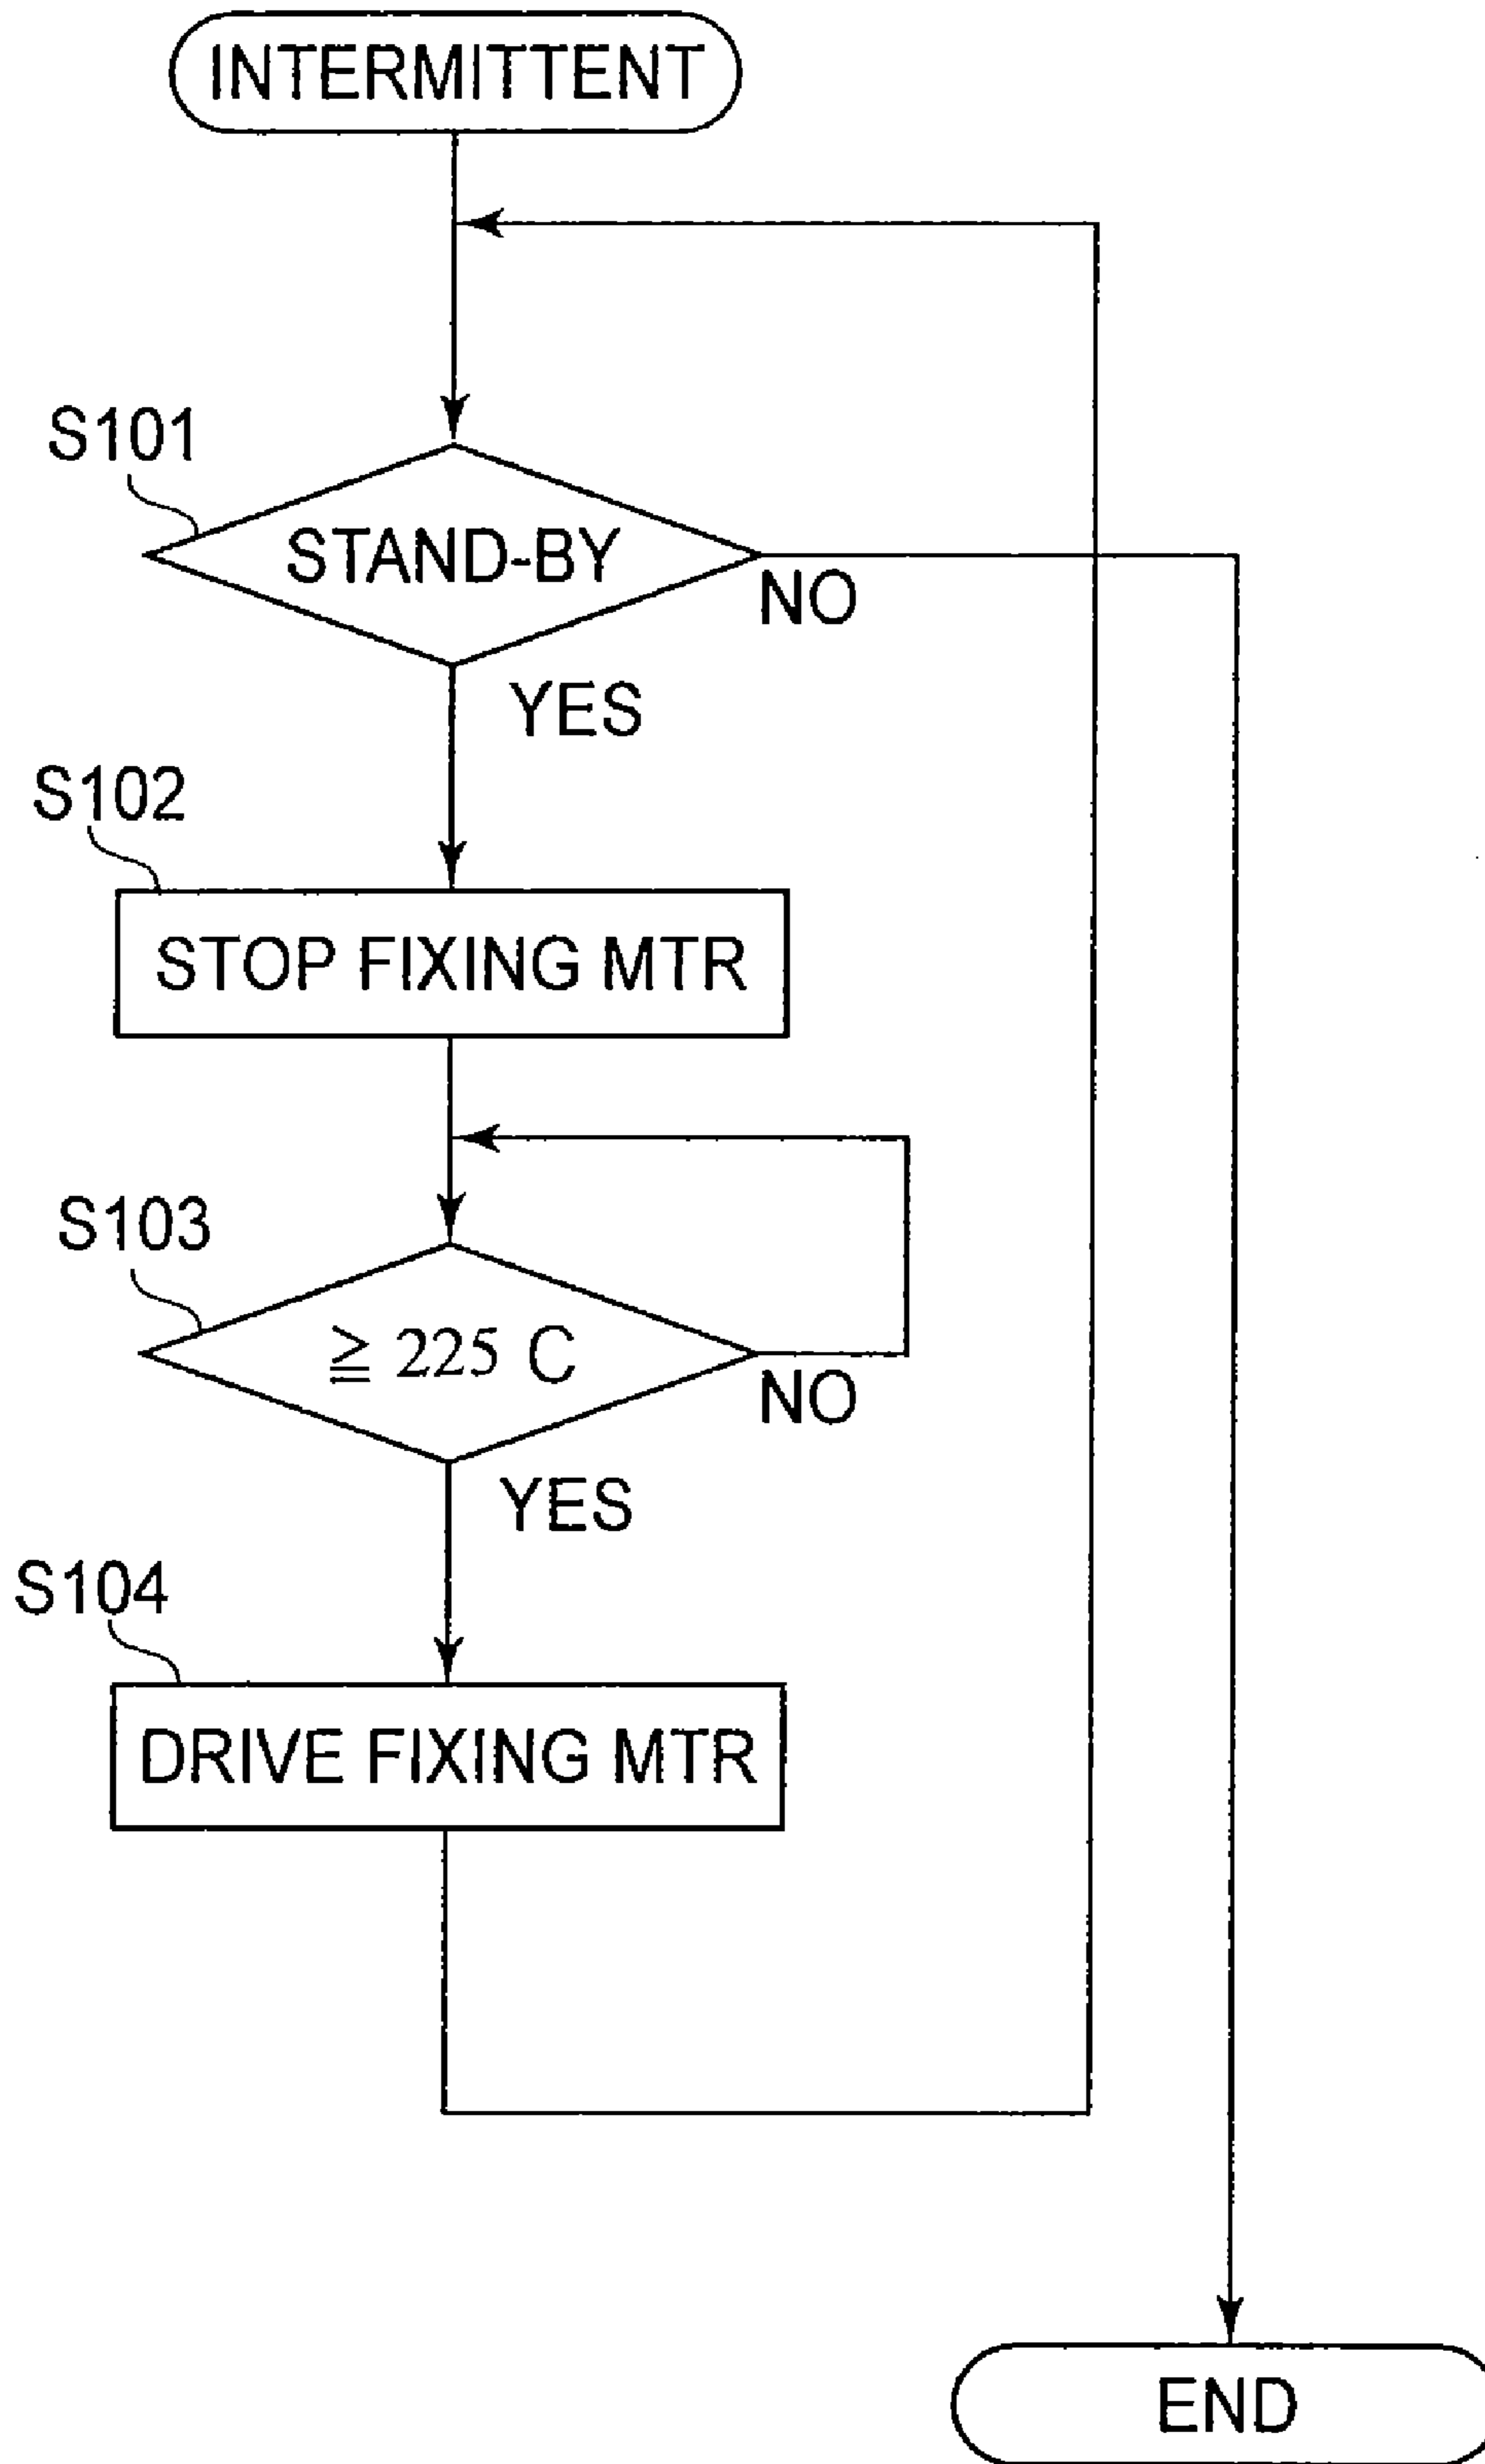 INTERMITTENT
S101
STAND-BY
NO
YES
S102
STOP FIXING MTR
S103
≧ 225 C
NO
YES
S104
DRIVE FIXING MTR
END